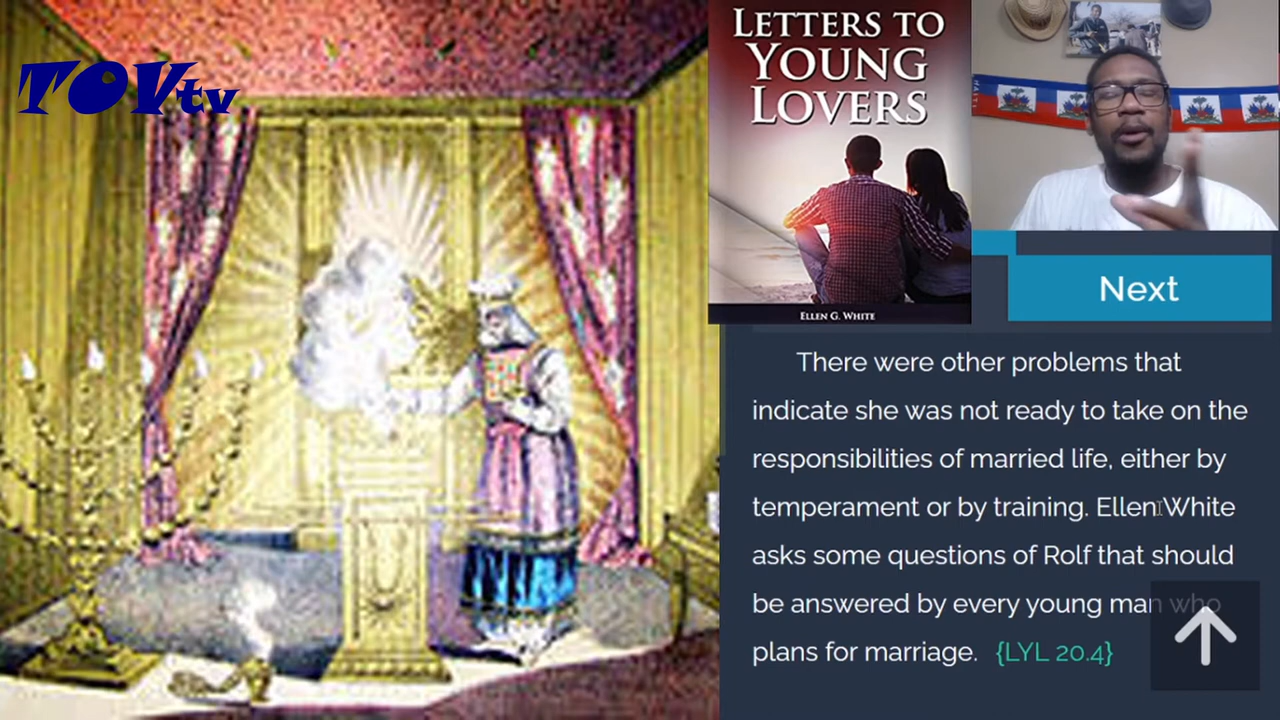 TOVtv
LETTERS TO
YOUNG
LOVERS
ELLEN G. WHITE
HAITI
Next
There were other problems that
indicate she was not ready to take on the
responsibilities of married life, either by
temperament or by training. Ellen White
asks some questions of Rolf that should
be answered by every young man who
plans for marriage. {LYL 20.4}